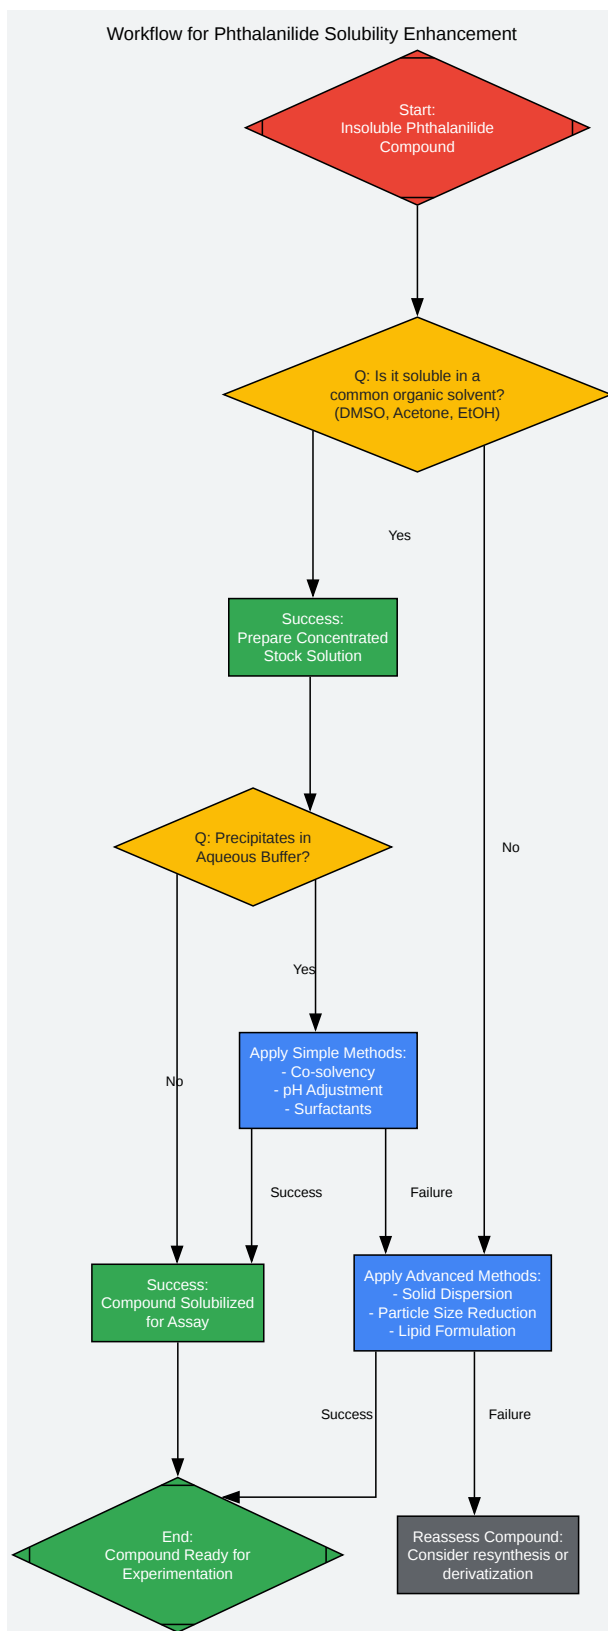 Workflow for Phthalanilide Solubility Enhancement
Start:
Insoluble Phthalanilide
Compound
Q: Is it soluble in a
common organic solvent?
(DMSO, Acetone, EtOH)
Yes
Success:
Prepare Concentrated
Stock Solution
Q: Precipitates in
Aqueous Buffer?
No
Yes
Apply Simple Methods:
- Co-solvency
- pH Adjustment
- Surfactants
No
Success
Failure
Success:
Compound Solubilized
for Assay
Apply Advanced Methods:
- Solid Dispersion
- Particle Size Reduction
- Lipid Formulation
Success
Failure
End:
Compound Ready for
Experimentation
Reassess Compound:
Consider resynthesis or
derivatization